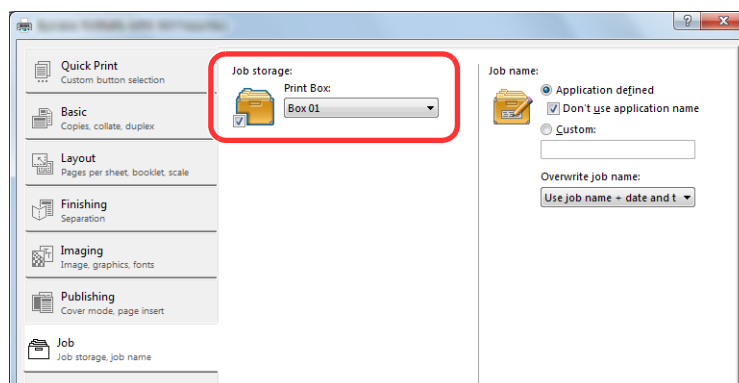 Quick Print
Custom button selection
Basic
Copies, collate, duplex
Layout
Pages per sheet, booklet, scale
Finishing
Separation
Imaging
Image, graphics, fonts
Publishing
Cover mode, page insert
Job
Job storage, job name
Job storage:
Print Box:
Box 01
Job name:
Application defined
Don't use application name
Custom:
Overwrite job name:
Use job name + date and t